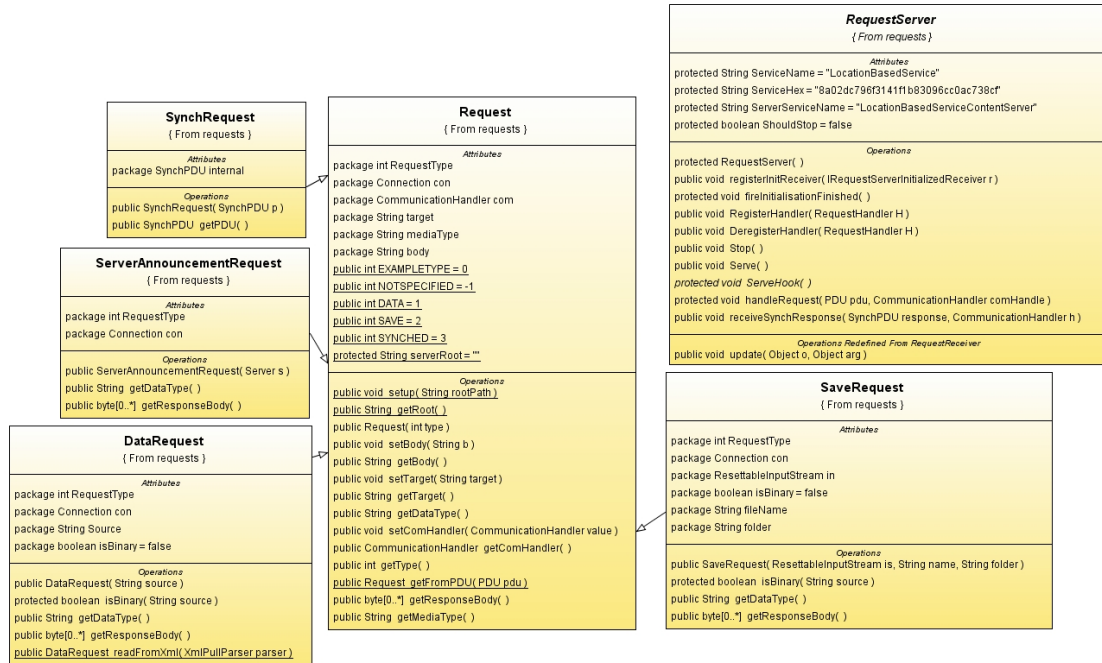 SynchRequest
{ From requests }
Attributes
package SynchPDU internal
Operations
public SynchRequest( SynchPDU p )
public SynchPDU getPDU( )
ServerAnnouncementRequest
{ From requests }
Attributes
package int RequestType
package Connection con
Operations
public ServerAnnouncementRequest( Server s )
public String getDataType( )
public byte[0..*] getResponseBody( )
DataRequest
{ From requests }
Attributes
package int RequestType
package Connection con
package String Source
package boolean isBinary = false
Operations
public DataRequest( String source )
protected boolean isBinary( String source )
public String getDataType( )
public byte[0..*] getResponseBody( )
public DataRequest readFromXml( XmlPullParser parser )
Request
{ From requests }
Attributes
package int RequestType
package Connection con
package CommunicationHandler com
package String target
package String mediaType
package String body
public int EXAMPLETYPE = 0
public int NOTSPECIFIED = -1
public int DATA = 1
public int SAVE = 2
public int SYNCHED = 3
protected String serverRoot = ""
Operations
public void setup( String rootPath )
public String getRoot( )
public Request( int type )
public void setBody( String b )
public String getBody( )
public void setTarget( String target )
public String getTarget( )
public String getDataType( )
public void setComHandler( CommunicationHandler value )
public CommunicationHandler getComHandler( )
public int getType( )
public Request getFromPDU( PDU pdu )
public byte[0..*] getResponseBody( )
public String getMediaType( )
RequestServer
{ From requests }
Attributes
protected String ServiceName = "LocationBasedService"
protected String ServiceHex = "8a02dc796f3141f1b83096cc0ac738cf"
protected String ServerServiceName = "LocationBasedServiceContentServer"
protected boolean ShouldStop = false
Operations
protected RequestServer( )
public void registerInitReceiver( IRequestServerInitializedReceiver r )
protected void fireInitialisationFinished( )
public void RegisterHandler( RequestHandler H )
public void DeregisterHandler( RequestHandler H )
public void Stop( )
public void Serve( )
protected void ServeHook( )
protected void handleRequest( PDU pdu, CommunicationHandler comHandle )
public void receiveSynchResponse( SynchPDU response, CommunicationHandler h )
Operations Redefined From RequestReceiver
public void update( Object o, Object arg )
SaveRequest
{ From requests }
Attributes
package int RequestType
package Connection con
package ResettableInputStream in
package boolean isBinary = false
package String fileName
package String folder
Operations
public SaveRequest( ResettableInputStream is, String name, String folder )
protected boolean isBinary( String source )
public String getDataType( )
public byte[0..*] getResponseBody( )